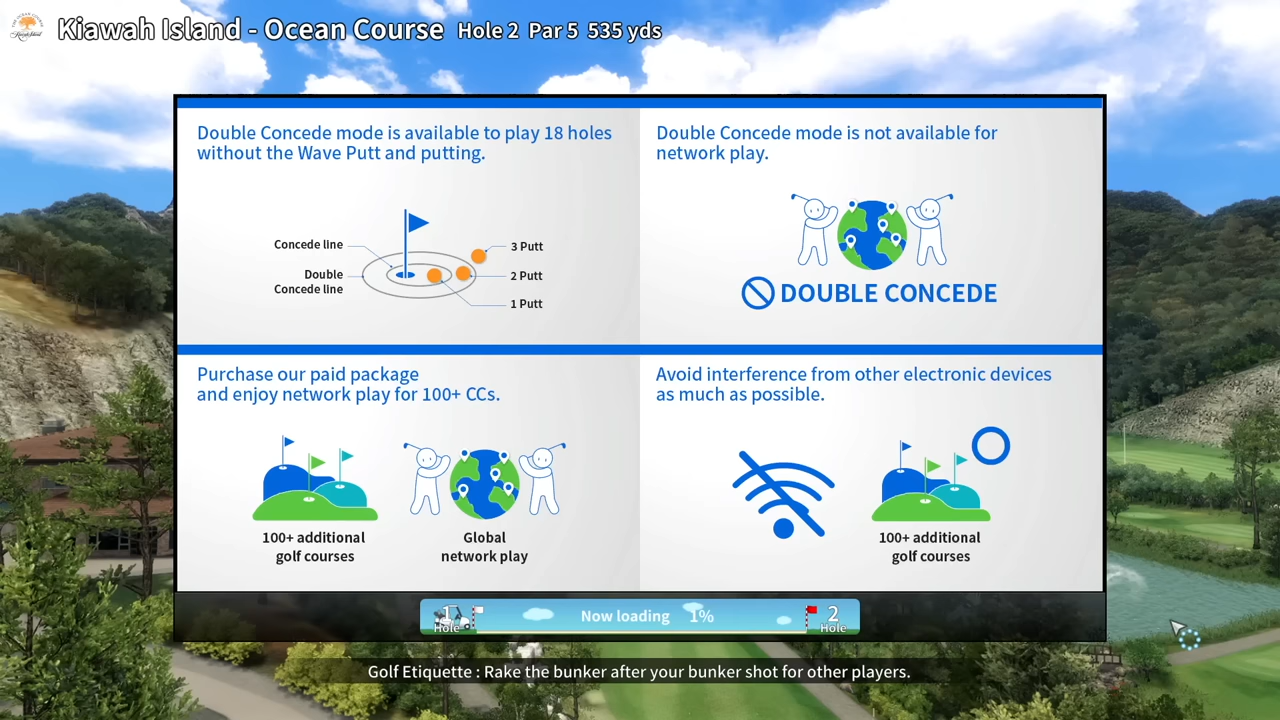 Kiawah Island - Ocean Course Hole 2 Par 5 535 yds
Double Concede mode is available to play 18 holes
without the Wave Putt and putting.
Concede line
Double
Concede line
3 Putt
2 Putt
1 Putt
Double Concede mode is not available for
network play.
DOUBLE CONCEDE
Purchase our paid package
and enjoy network play for 100+ CCs.
100+ additional
golf courses
Global
network play
Avoid interference from other electronic devices
as much as possible.
100+ additional
golf courses
1
Hole
Now loading 1%
2
Hole
Golf Etiquette : Rake the bunker after your bunker shot for other players.